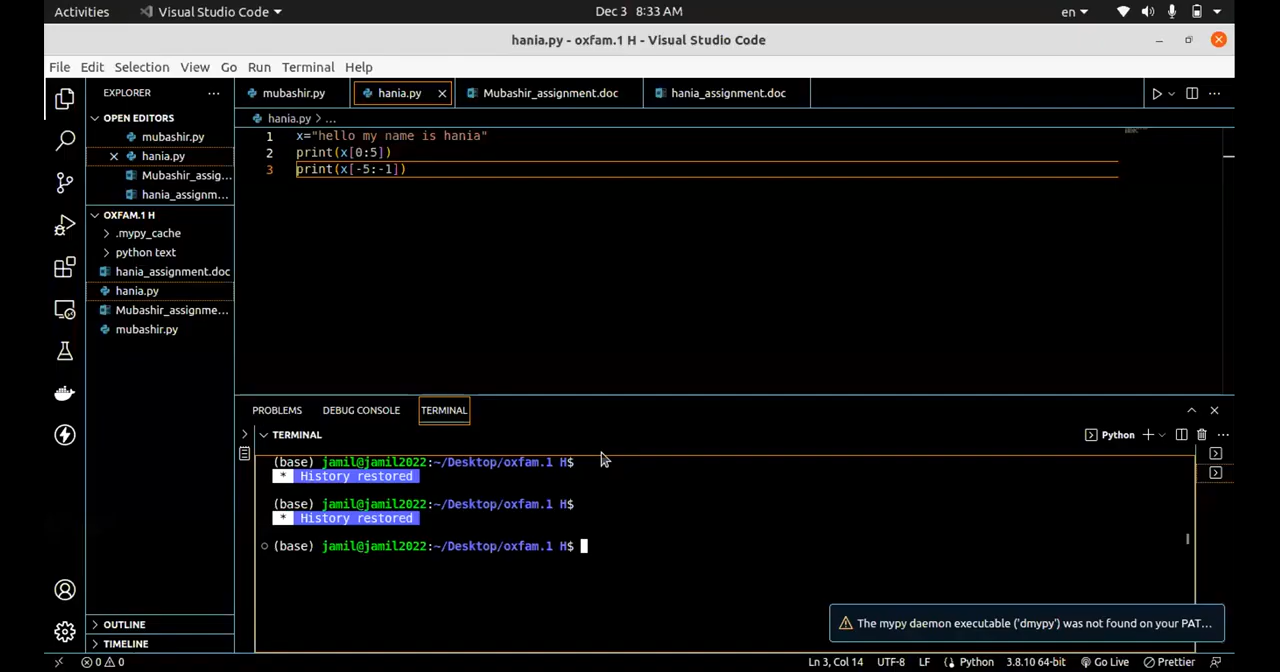 Activities
Visual Studio Code
Dec 3 8:33 AM
en
hania.py - oxfam.1 H - Visual Studio Code
File Edit Selection View Go Run Terminal Help
EXPLORER
OPEN EDITORS
mubashir.py
hania.py
Mubashir_assig...
hania_assignm...
OXFAM.1 H
.mypy_cache
python text
hania_assignment.doc
hania.py
Mubashir_assignme...
mubashir.py
OUTLINE
TIMELINE
mubashir.py
hania.py
Mubashir_assignment.doc
hania_assignment.doc
hania.py > ...
1 x="hello my name is hania"
2 print(x[0:5])
3 print(x[-5:-1])
PROBLEMS DEBUG CONSOLE TERMINAL
TERMINAL
Python
(base) jamil@jamil2022:~/Desktop/oxfam.1 H$
* History restored
(base) jamil@jamil2022:~/Desktop/oxfam.1 H$
* History restored
(base) jamil@jamil2022:~/Desktop/oxfam.1 H$
The mypy daemon executable ('dmypy') was not found on your PAT...
0 0
Ln 3, Col 14 UTF-8 LF Python 3.8.10 64-bit Go Live Prettier